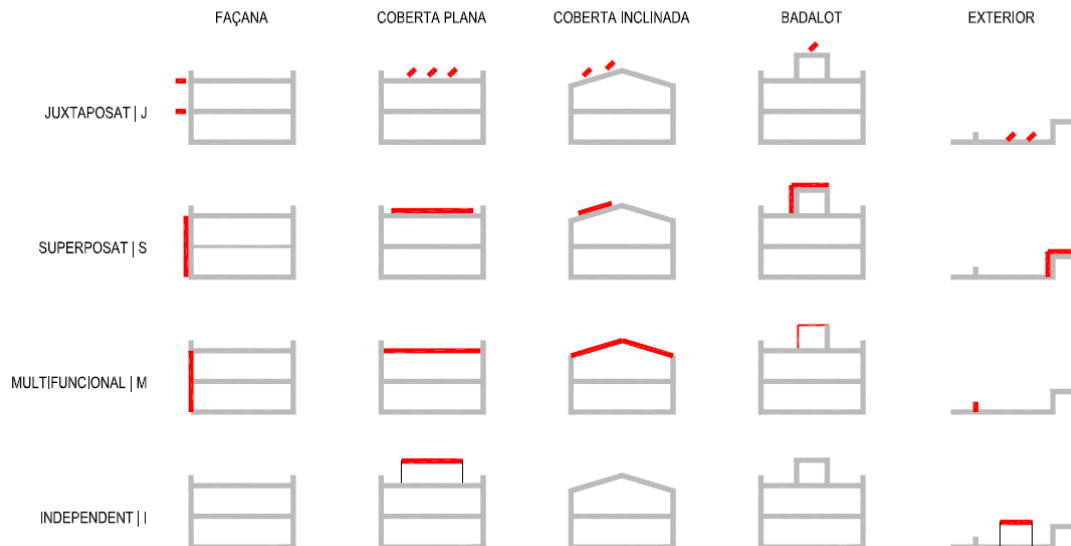 FAÇANA COBERTA PLANA COBERTA INCLINADA BADALOT EXTERIOR
JUXTAPOSAT | J
SUPERPOSAT | S
MULTIFUNCIONAL | M
INDEPENDENT | I